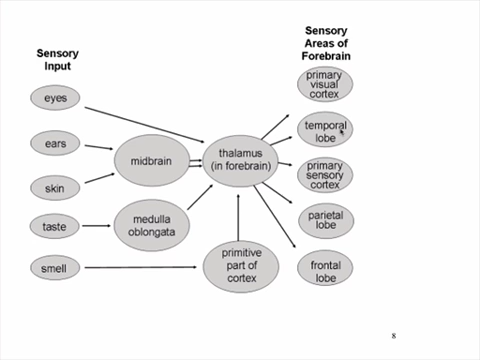 Sensory
Input
Sensory
Areas of
Forebrain
eyes
ears
skin
taste
smell
midbrain
medulla
oblongata
thalamus
(in forebrain)
primitive
part of
cortex
primary
visual
cortex
temporal
lobe
primary
sensory
cortex
parietal
lobe
frontal
lobe
8